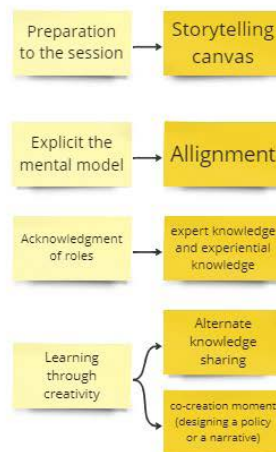 Preparation
to the session
Storytelling
canvas
Explicit the
mental model
Allignment
Acknowledgment
of roles
expert knowledge
and experiential
knowledge
Learning
through
creativity
Alternate
knowledge
sharing
co-creation moment
(designing a policy
or a narrative)